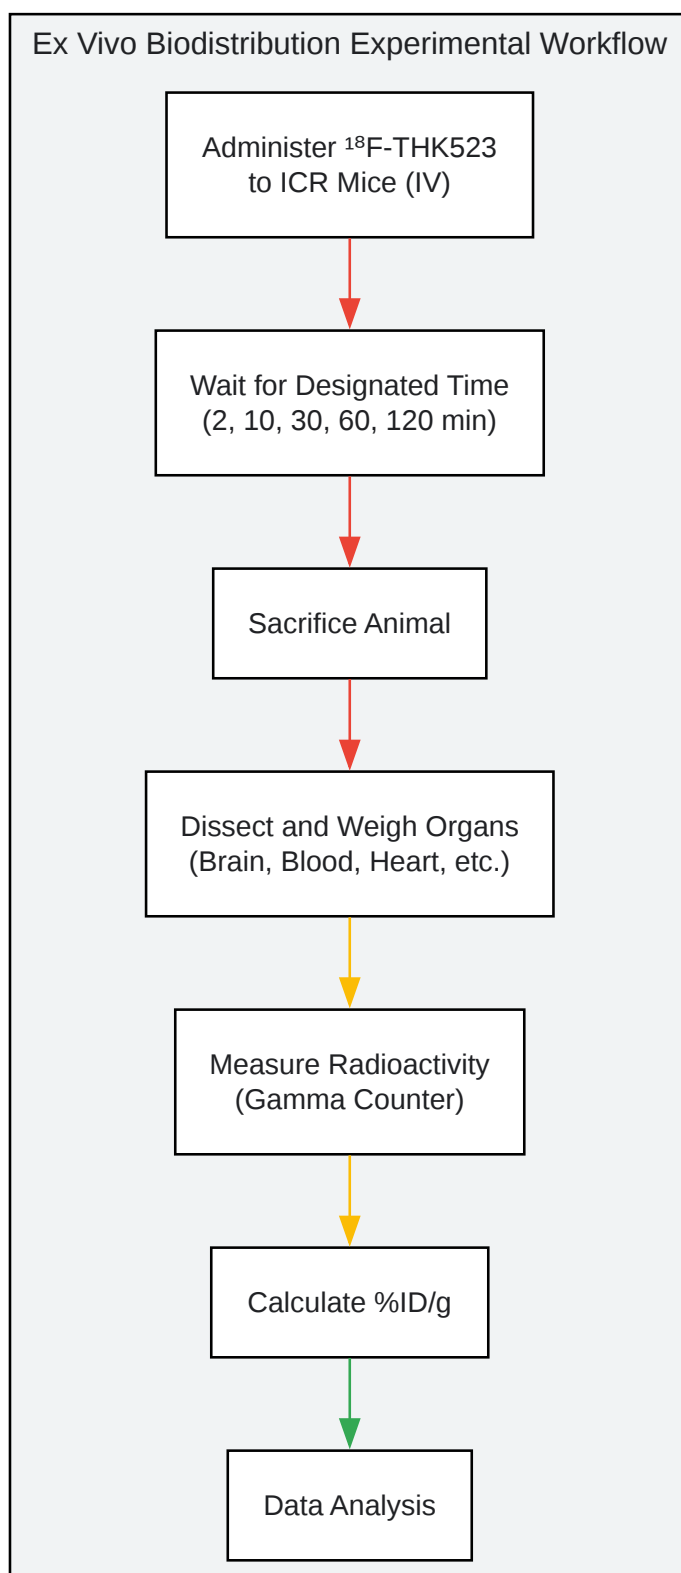 Ex Vivo Biodistribution Experimental Workflow
Administer ¹⁸F-THK523
to ICR Mice (IV)
Wait for Designated Time
(2, 10, 30, 60, 120 min)
Sacrifice Animal
Dissect and Weigh Organs
(Brain, Blood, Heart, etc.)
Measure Radioactivity
(Gamma Counter)
Calculate %ID/g
Data Analysis